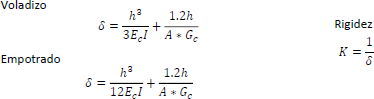 Voladizo
δ = h³/3E_cI + 1.2h/A * G_c
Rigidez
K = 1/δ
Empotrado
δ = h³/12E_cI + 1.2h/A * G_c